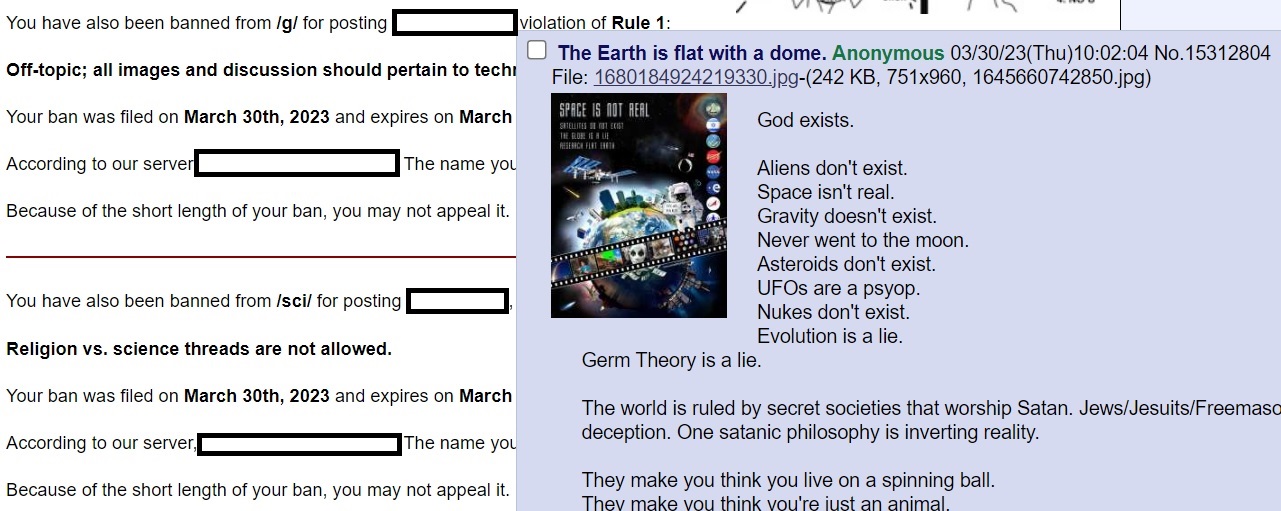 You have also been banned from /g/ for posting
violation of Rule 1:
Off-topic; all images and discussion should pertain to techn
Your ban was filed on March 30th, 2023 and expires on March
According to our server
The name you
Because of the short length of your ban, you may not appeal it.
You have also been banned from /sci/ for posting
,
Religion vs. science threads are not allowed.
Your ban was filed on March 30th, 2023 and expires on March
According to our server,
The name you
Because of the short length of your ban, you may not appeal it.
The Earth is flat with a dome. Anonymous 03/30/23(Thu)10:02:04 No.15312804
File: 1680184924219330.jpg-(242 KB, 751x960, 1645660742850.jpg)
SPACE IS NOT REAL
SATELLITES DO NOT EXIST
THE GLOBE IS A LIE
RESEARCH FLAT EARTH
God exists.
Aliens don't exist.
Space isn't real.
Gravity doesn't exist.
Never went to the moon.
Asteroids don't exist.
UFOs are a psyop.
Nukes don't exist.
Evolution is a lie.
Germ Theory is a lie.
The world is ruled by secret societies that worship Satan. Jews/Jesuits/Freemaso
deception. One satanic philosophy is inverting reality.
They make you think you live on a spinning ball.
They make you think you're just an animal.